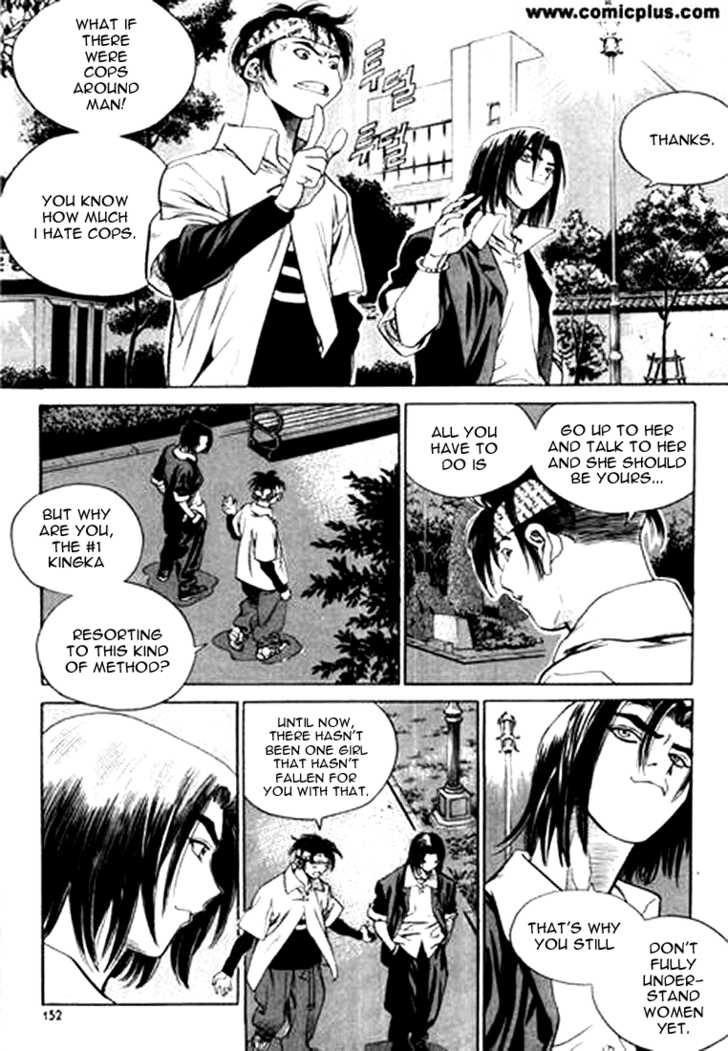 www.comicplus.com
WHAT IF
THERE
WERE
COPS
AROUND
MAN!
YOU KNOW
HOW MUCH
I HATE COPS.
투덜
투덜
THANKS.
BUT WHY
ARE YOU,
THE #1
KINGKA
RESORTING
TO THIS KIND
OF METHOD?
ALL YOU
HAVE TO
DO IS
GO UP TO HER
AND TALK TO HER
AND SHE SHOULD
BE YOURS...
UNTIL NOW,
THERE HASN'T
BEEN ONE GIRL
THAT HASN'T
FALLEN FOR
YOU WITH THAT.
THAT'S WHY
YOU STILL
DON'T
FULLY
UNDER-
STAND
WOMEN
YET.
152